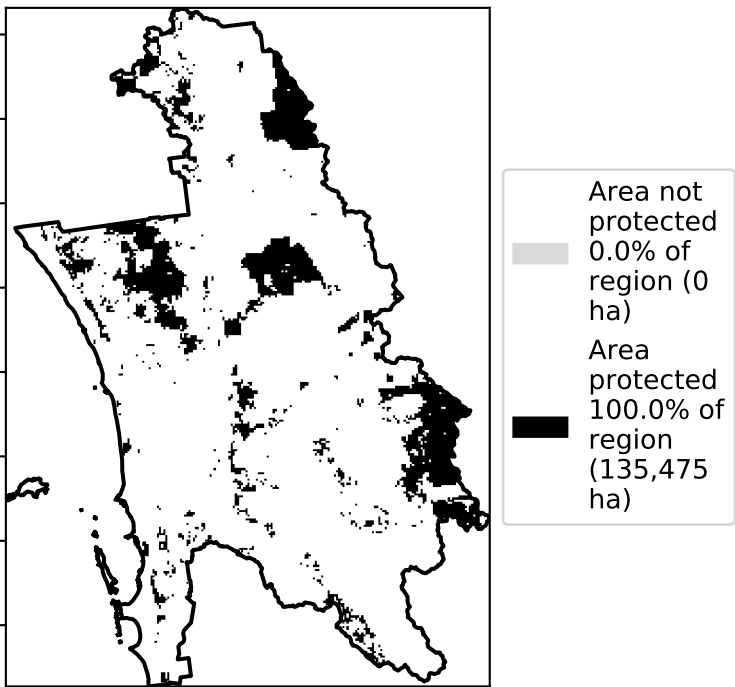 Area not
protected
0.0% of
region (0
ha)
Area
protected
100.0% of
region
(135,475
ha)